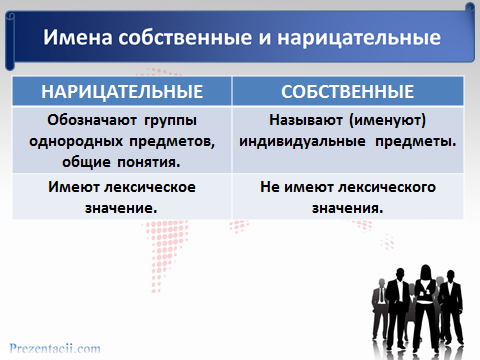 Имена собственные и нарицательные
НАРИЦАТЕЛЬНЫЕ
СОБСТВЕННЫЕ
Обозначают группы
однородных предметов,
общие понятия.
Называют (именуют)
индивидуальные предметы.
Имеют лексическое
значение.
Не имеют лексического
значения.
Prezentacii.com